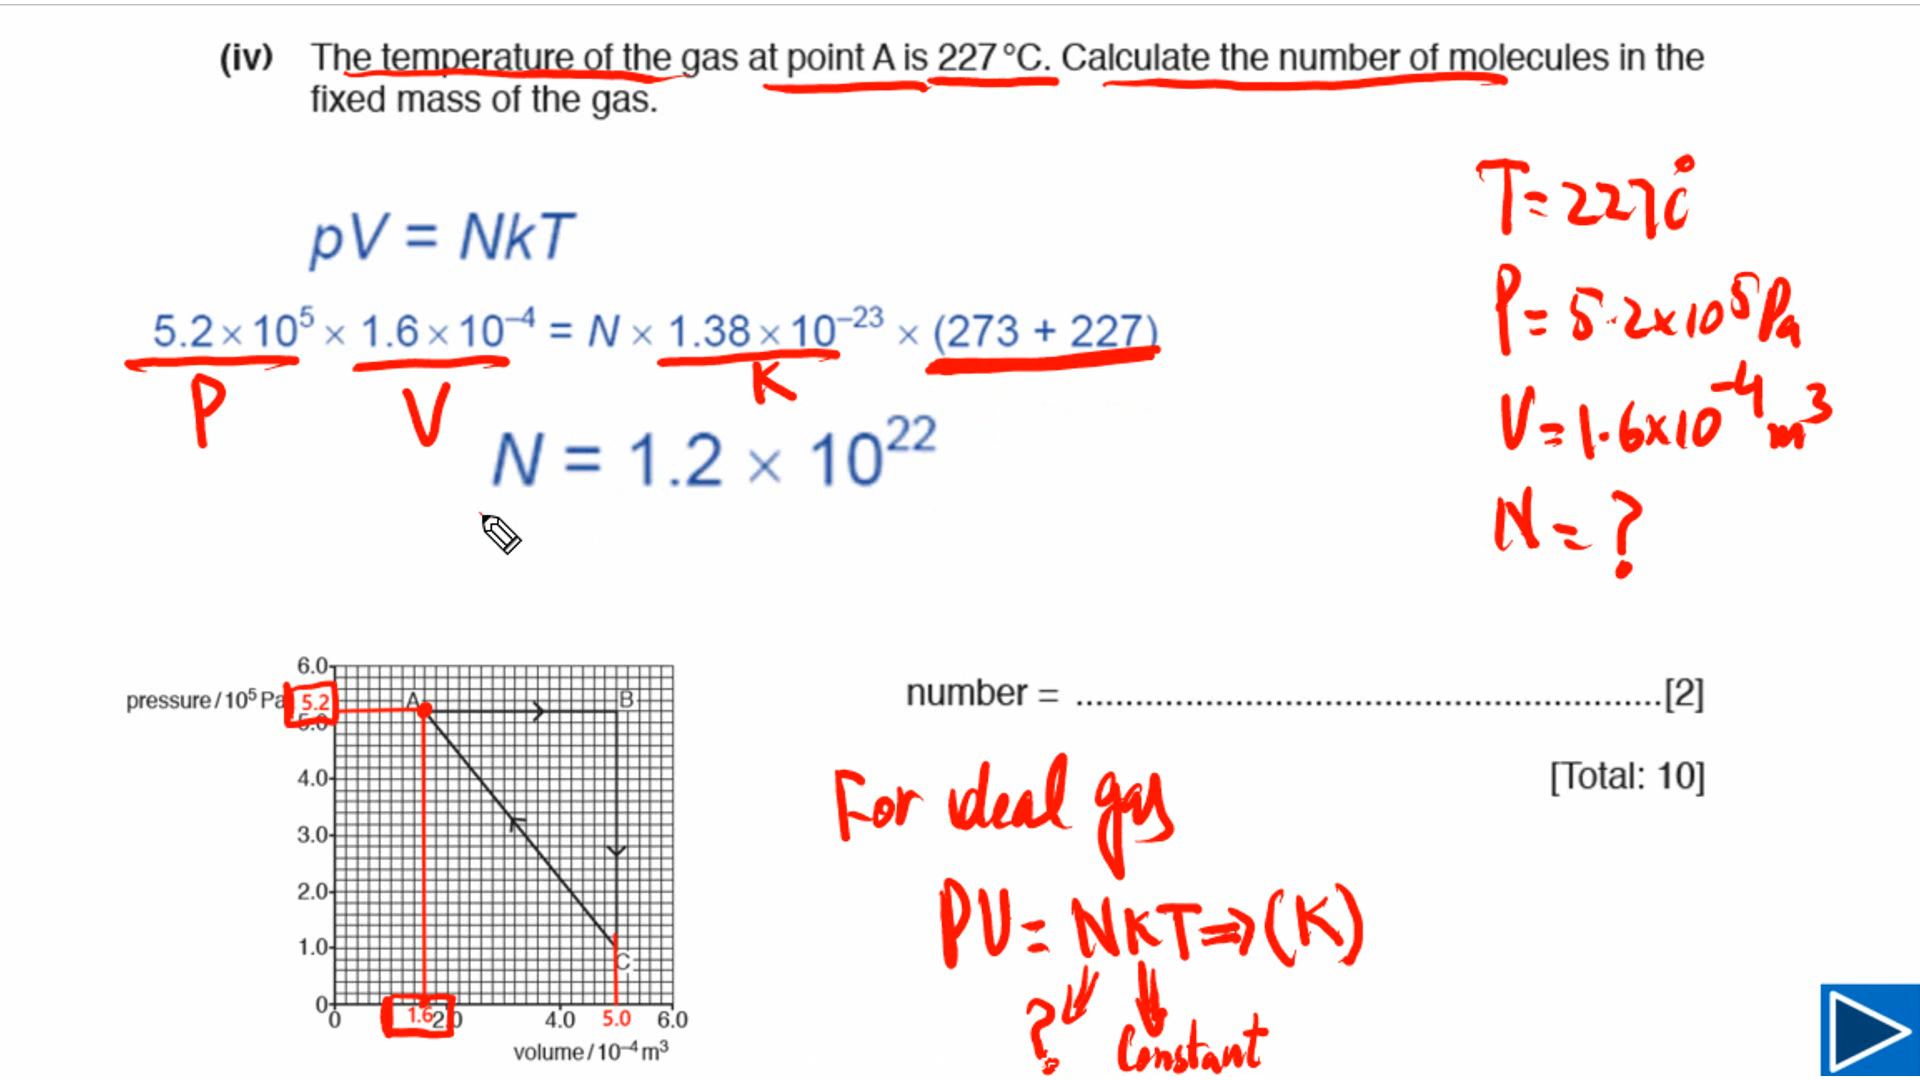 (iv) The temperature of the gas at point A is 227 °C. Calculate the number of molecules in the
fixed mass of the gas.
T = 227°C
pV = NkT
P = 5.2×10⁵ Pa
5.2 × 10⁵ × 1.6 × 10⁻⁴ = N × 1.38 × 10⁻²³ × (273 + 227)
P V K
V = 1.6×10⁻⁴ m³
N = 1.2 × 10²²
N = ?
number = ........................................................[2]
[Total: 10]
6.0
pressure / 10⁵ Pa 5.2 A B
5.0
4.0
3.0
2.0
1.0
C
0
0 1.6 2.0 4.0 5.0 6.0
volume / 10⁻⁴ m³
For ideal gas
PV = NKT ⇒ (K)
? Constant